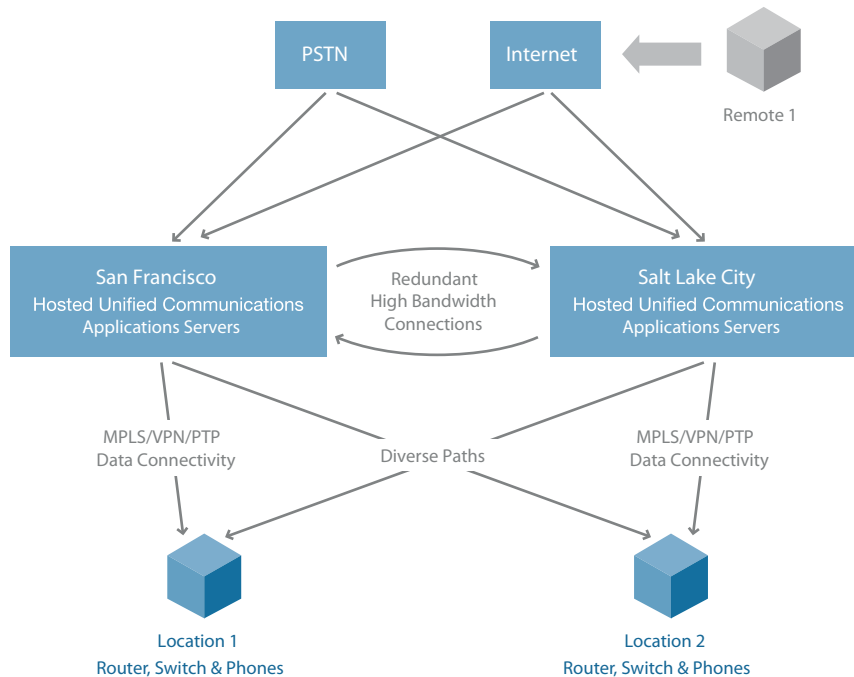 PSTN
Internet
Remote 1
San Francisco
Hosted Unified Communications
Applications Servers
Redundant
High Bandwidth
Connections
Salt Lake City
Hosted Unified Communications
Applications Servers
MPLS/VPN/PTP
Data Connectivity
Diverse Paths
MPLS/VPN/PTP
Data Connectivity
Location 1
Router, Switch & Phones
Location 2
Router, Switch & Phones